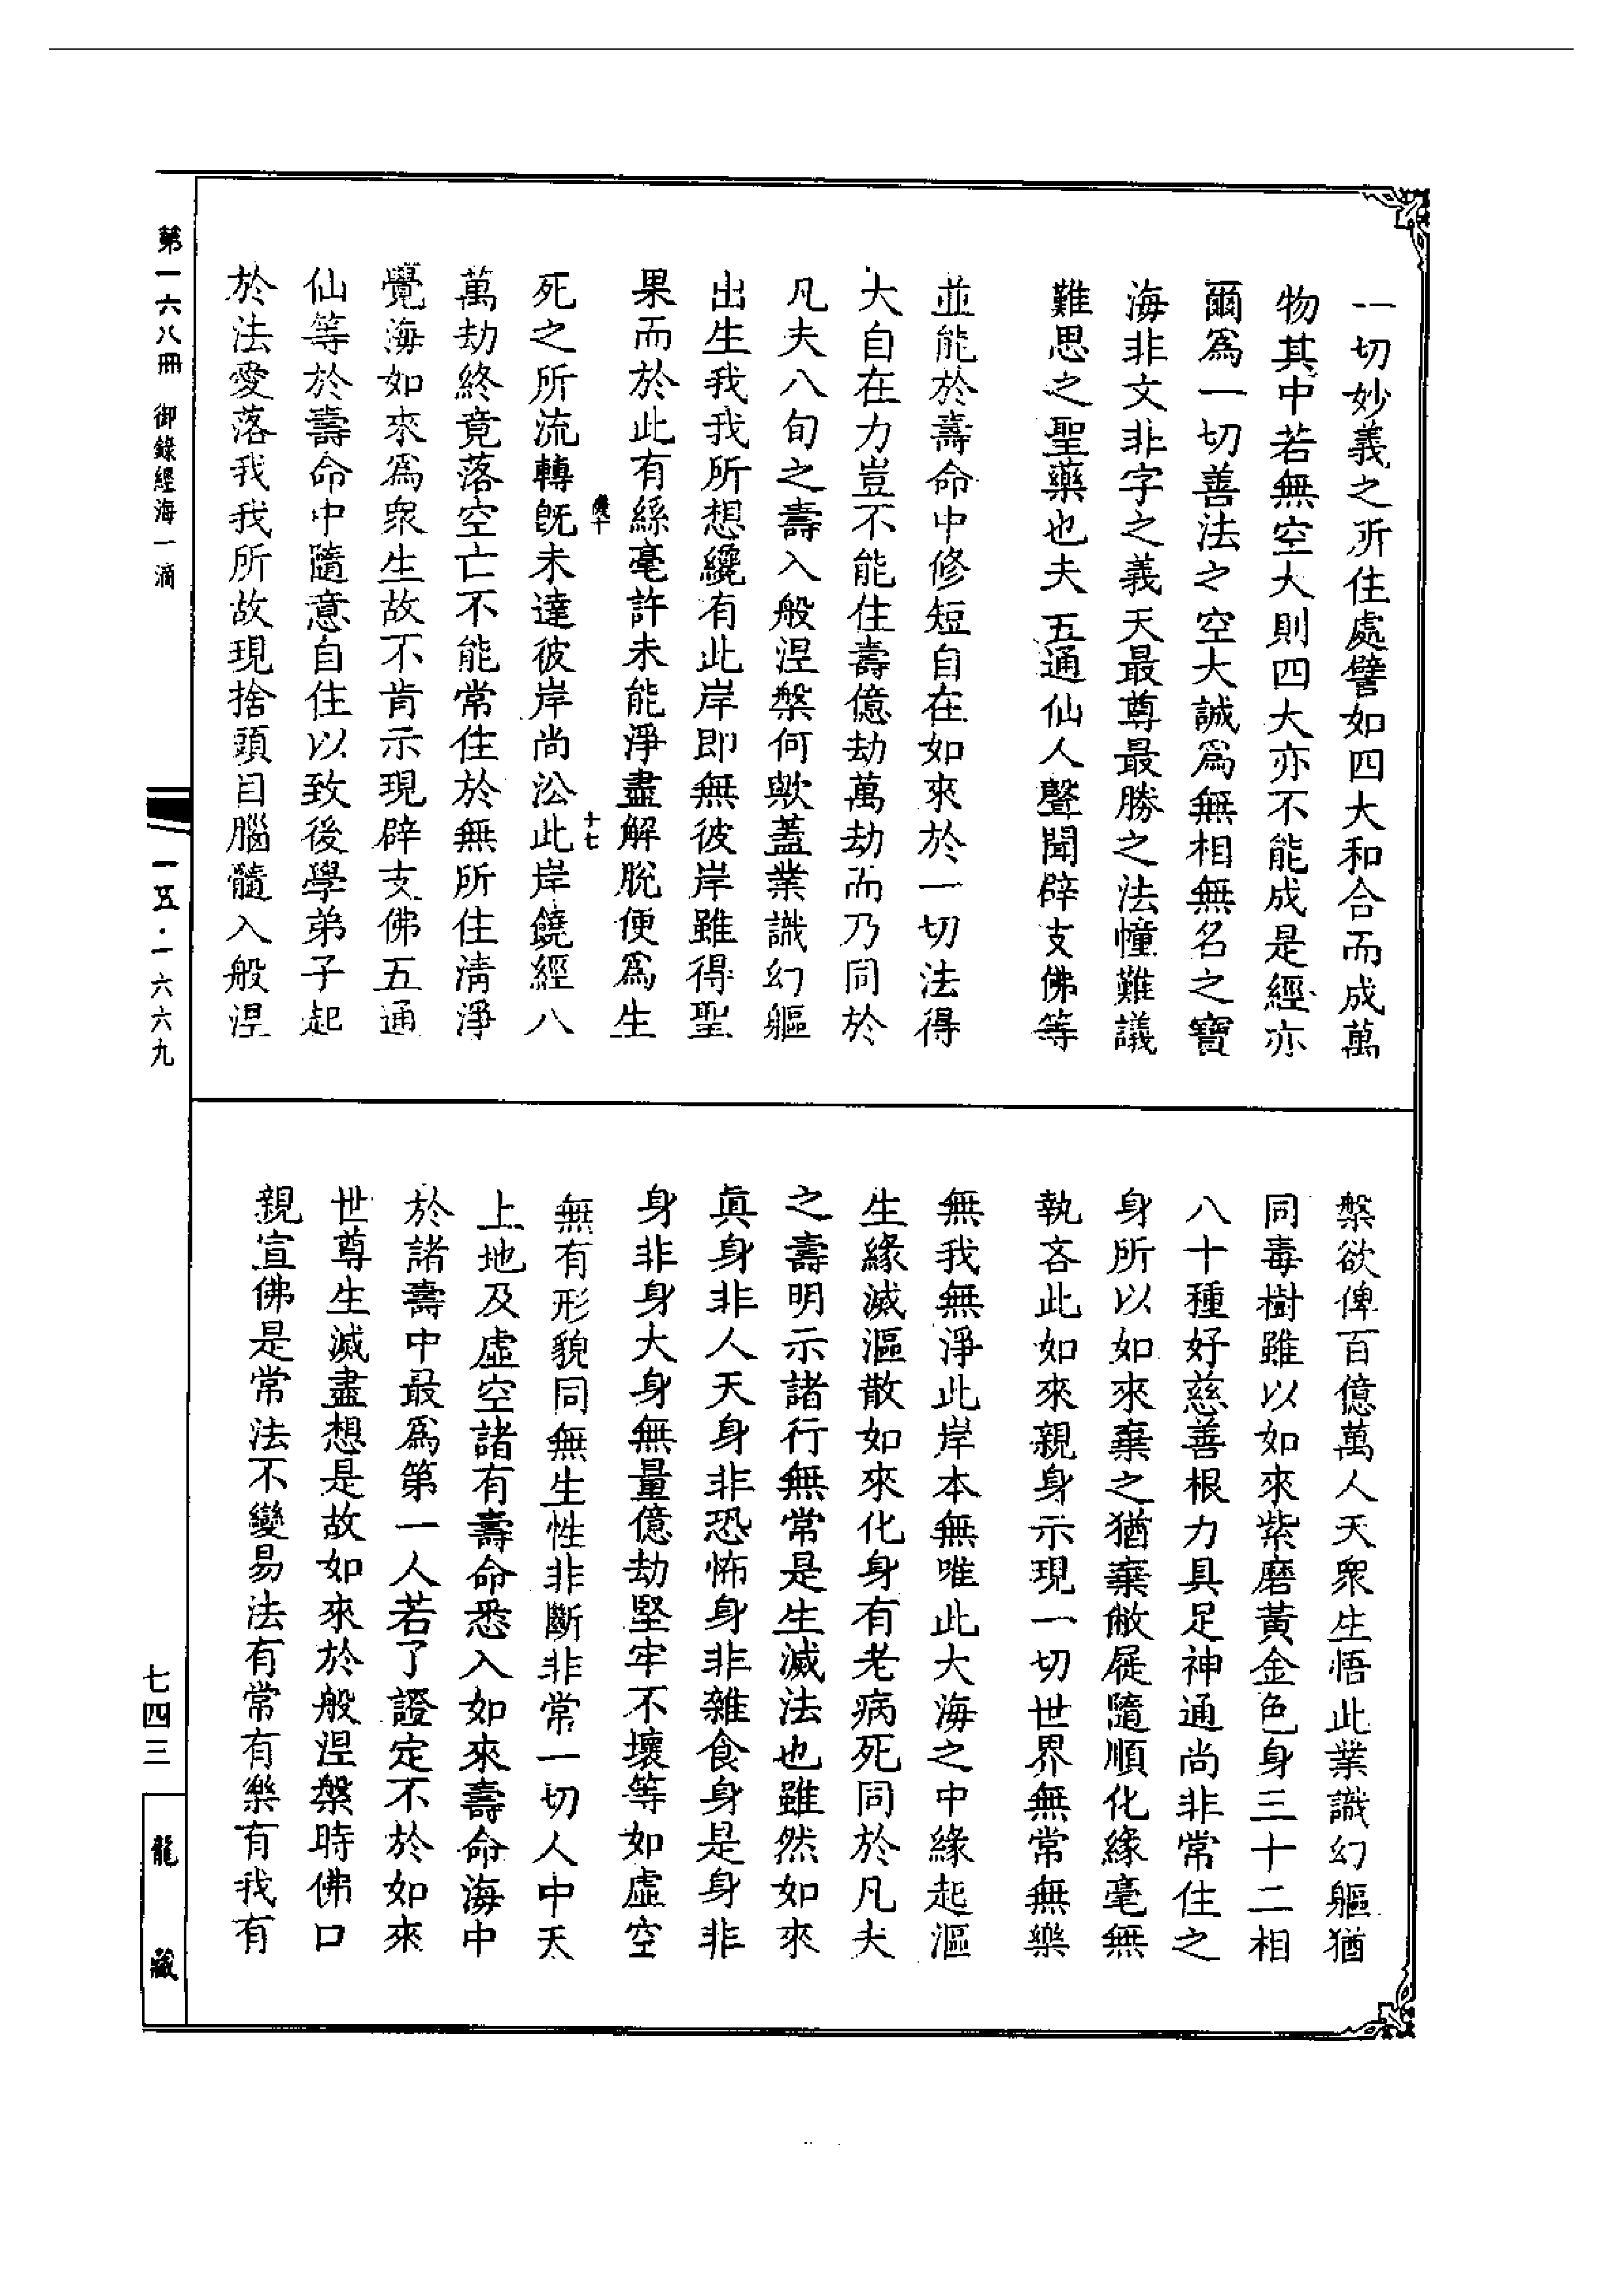 一切妙義之所住處譬如四大和合而成萬
物其中若無空大則四大亦不能成是經亦
爾爲一切善法之空大誠爲無相無名之寶
海非文非字之義天最尊最勝之法幢難議
難思之聖藥也夫五通仙人聲聞辟支佛等
並能於壽命中修短自在如來於一切法得
大自在力豈不能住壽億劫萬劫而乃同於
凡夫八旬之壽入般涅槃何歟蓋業識幻軀
出生我我所想纔有此岸即無彼岸雖得聖
果而於此有絲毫許未能淨盡解脫便爲生
十七
死之所流轉旣未達彼岸尚訟此岸饒經八
萬劫終竟落空亡不能常住於無所住清淨
覺海如來爲衆生故不肯示現辟支佛五通
仙等於壽命中隨意自住以致後學弟子起
於法愛落我我所故現捨頭目腦髓入般涅
槃欲俾百億萬人天衆生悟此業識幻軀猶
同毒樹雖以如來紫磨黃金色身三十二相
八十種好慈善根力具足神通尚非常住之
身所以如來棄之猶棄敝屣隨順化緣毫無
執吝此如來親身示現一切世界無常無樂
無我無淨此岸本無唯此大海之中緣起漚
生緣滅漚散如來化身有老病死同於凡夫
之壽明示諸行無常是生滅法也雖然如來
眞身非人天身非恐怖身非雜食身是身非
身非身大身無量億劫堅牢不壞等如虛空
無有形貌同無生性非斷非常一切人中天
上地及虛空諸有壽命悉入如來壽命海中
於諸壽中最爲第一人若了證定不於如來
世尊生滅盡想是故如來於般涅槃時佛口
親宣佛是常法不變易法有常有樂有我有
第一六八冊 御錄經海一滴
一五·一六六九
七四三
龍藏